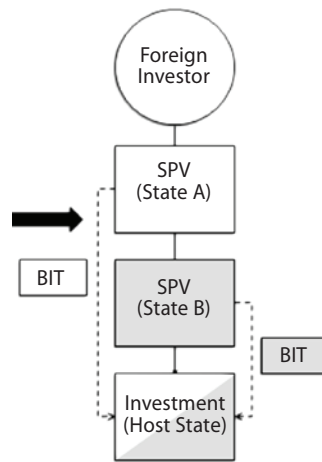 Foreign
Investor
SPV
(State A)
BIT
SPV
(State B)
BIT
Investment
(Host State)